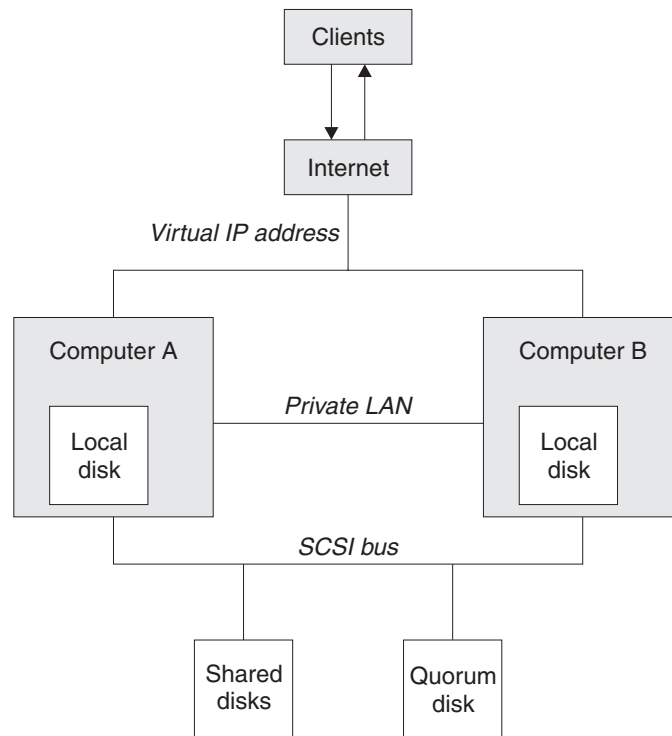 Clients
Internet
Virtual IP address
Computer A
Computer B
Private LAN
Local
disk
Local
disk
SCSI bus
Shared
disks
Quorum
disk